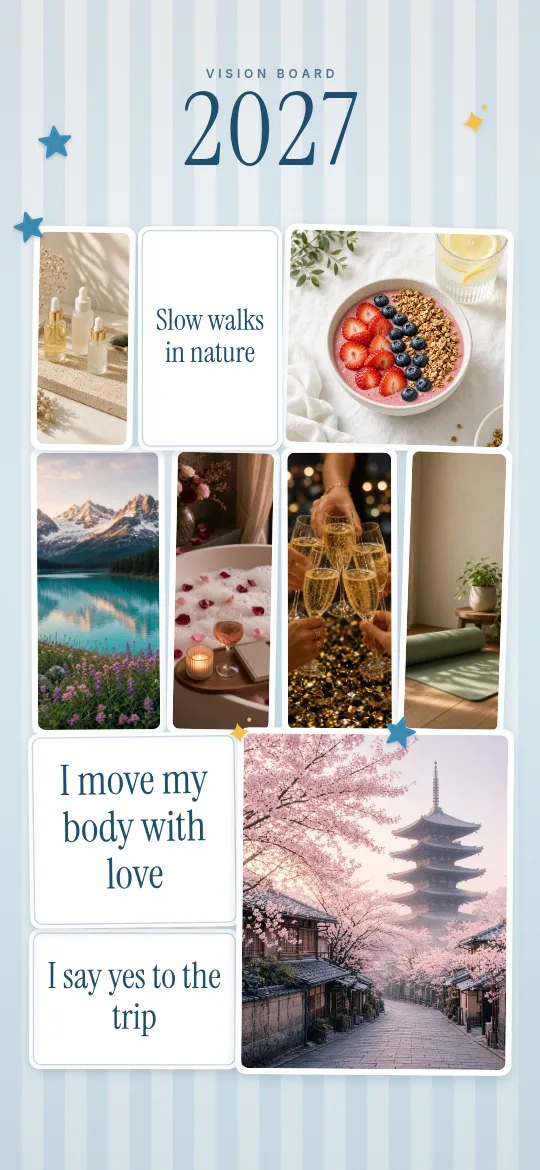 VISION BOARD
2027
Slow walks
in nature
I move my
body with
love
I say yes to the
trip